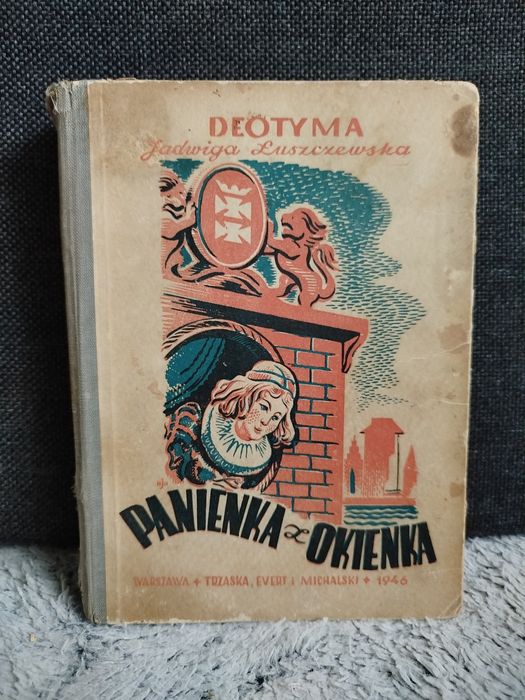 DEOTYMA
Jadwiga Łuszczewska
PANIENKA z OKIENKA
WARSZAWA + TRZASKA, EVERT i MICHALSKI + 1946